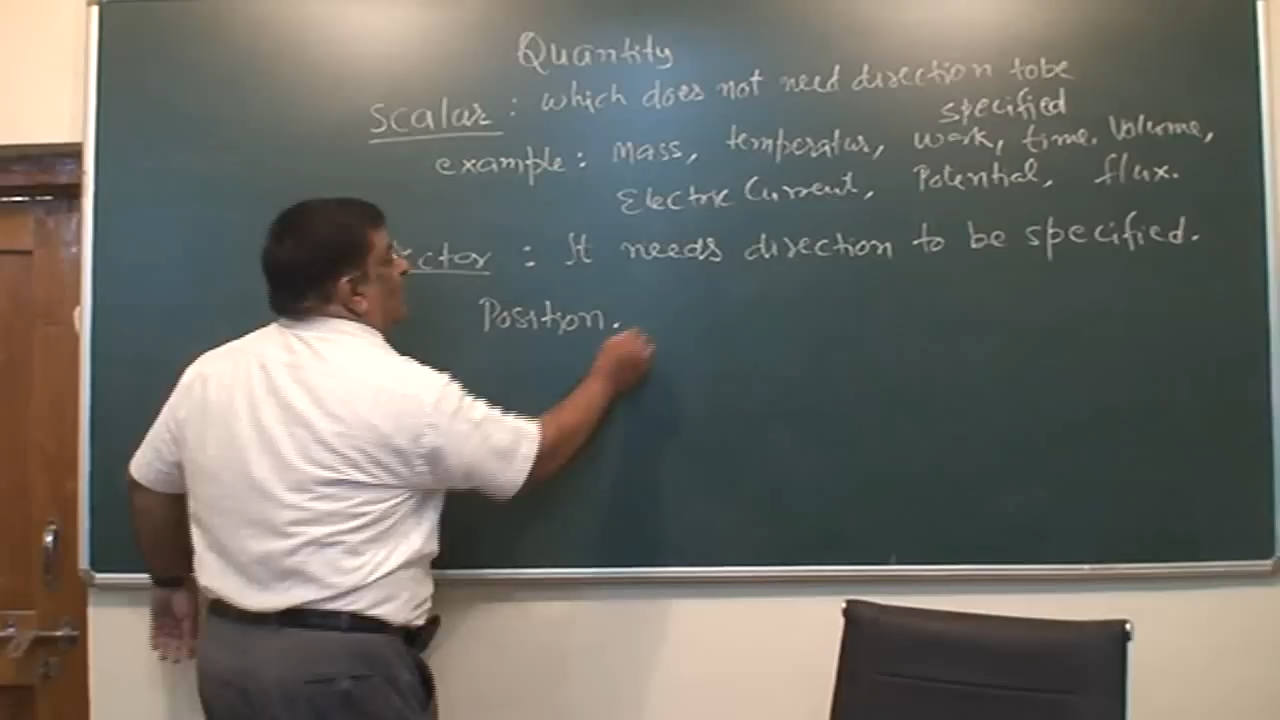 Quantity
Scalar : which does not need direction tobe
specified
example : Mass, temperatur, work, time. Volume,
Electric Current, Potential, flux.
ctor : It needs direction to be specified.
Position.